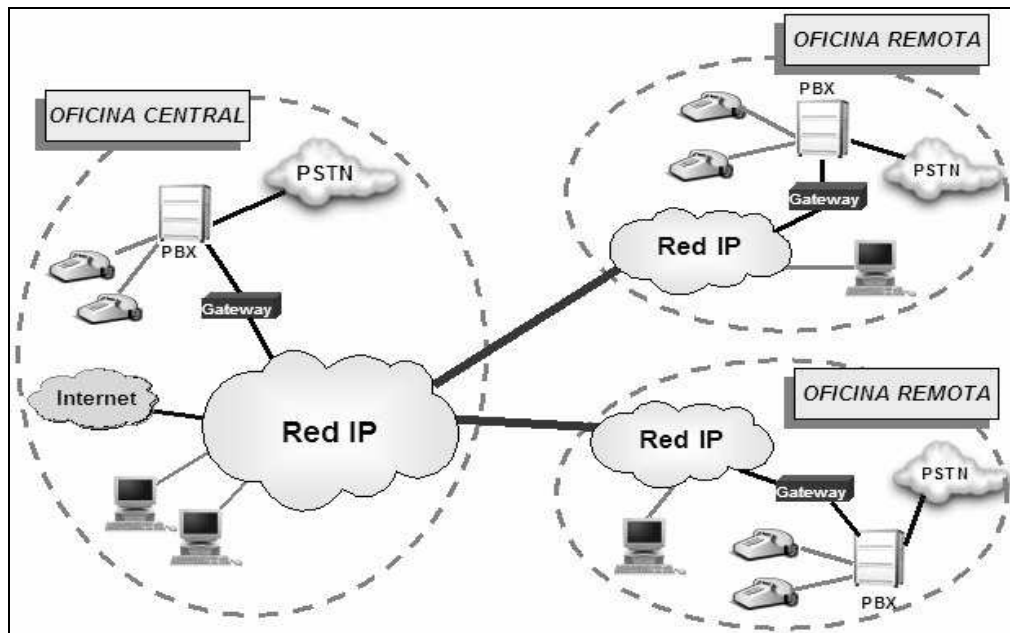 OFICINA CENTRAL
PSTN
PBX
Gateway
Internet
Red IP
OFICINA REMOTA
PBX
PSTN
Gateway
Red IP
OFICINA REMOTA
Red IP
PSTN
Gateway
PBX